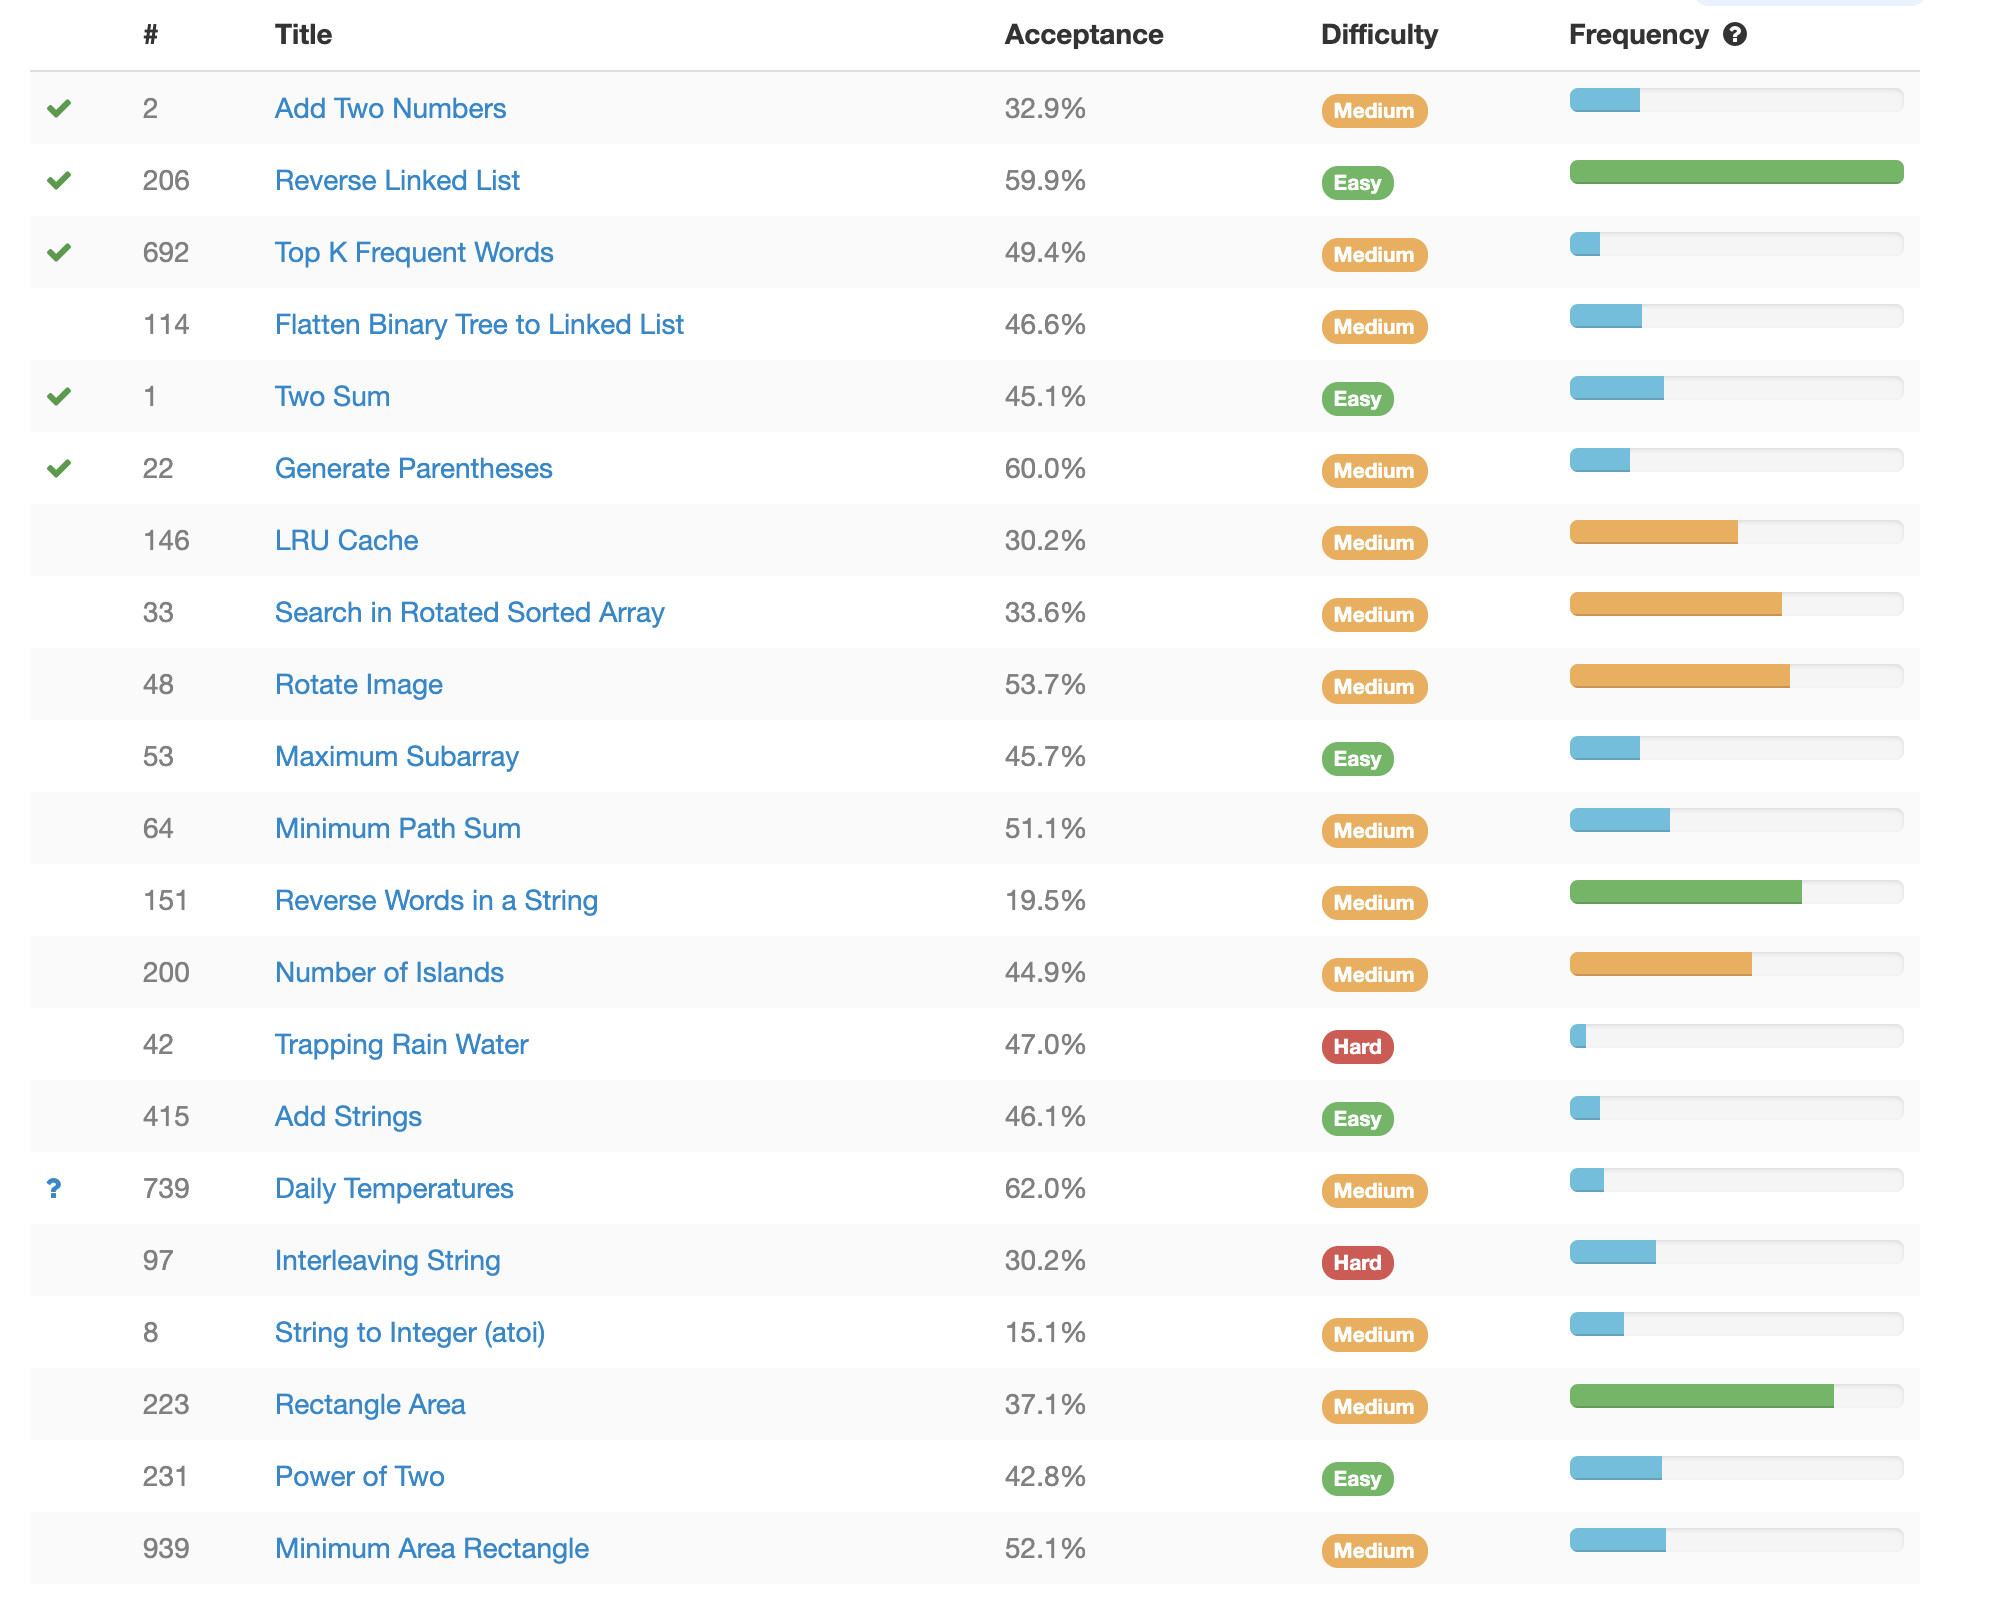 # Title Acceptance Difficulty Frequency ?
2 Add Two Numbers 32.9% Medium
206 Reverse Linked List 59.9% Easy
692 Top K Frequent Words 49.4% Medium
114 Flatten Binary Tree to Linked List 46.6% Medium
1 Two Sum 45.1% Easy
22 Generate Parentheses 60.0% Medium
146 LRU Cache 30.2% Medium
33 Search in Rotated Sorted Array 33.6% Medium
48 Rotate Image 53.7% Medium
53 Maximum Subarray 45.7% Easy
64 Minimum Path Sum 51.1% Medium
151 Reverse Words in a String 19.5% Medium
200 Number of Islands 44.9% Medium
42 Trapping Rain Water 47.0% Hard
415 Add Strings 46.1% Easy
? 739 Daily Temperatures 62.0% Medium
97 Interleaving String 30.2% Hard
8 String to Integer (atoi) 15.1% Medium
223 Rectangle Area 37.1% Medium
231 Power of Two 42.8% Easy
939 Minimum Area Rectangle 52.1% Medium